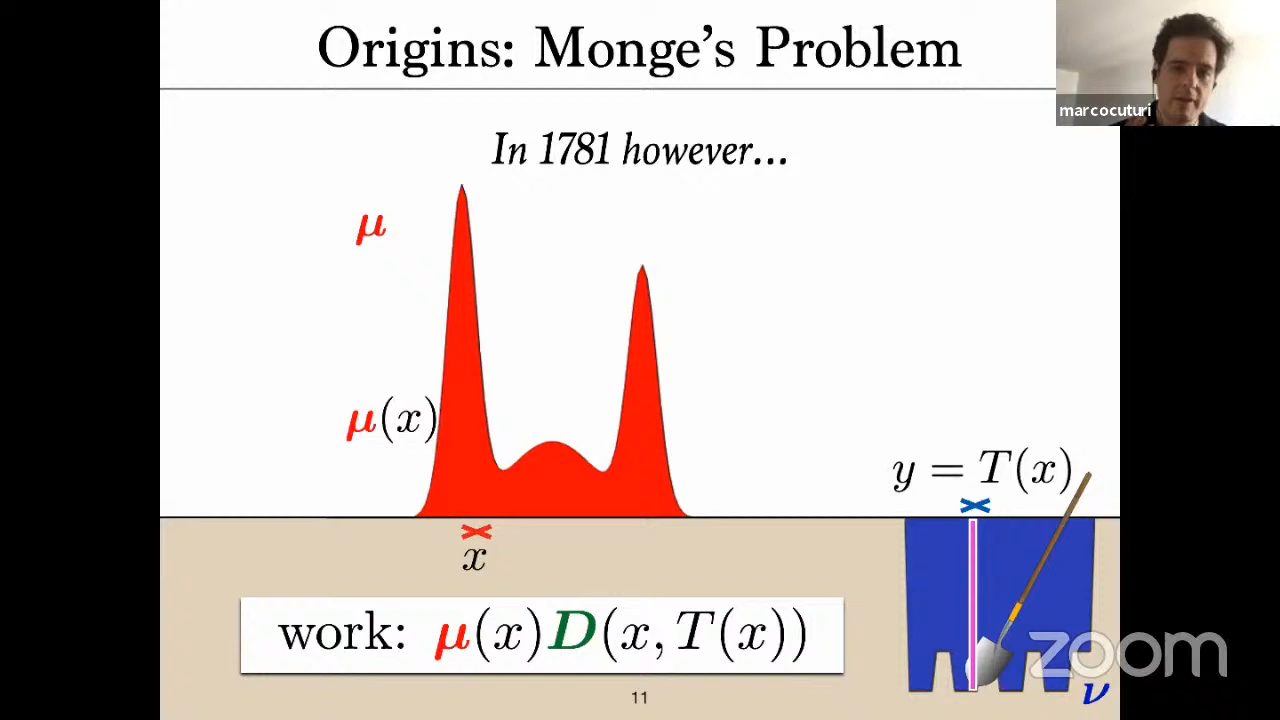 Origins: Monge's Problem
marcocuturi
In 1781 however...
μ
μ(x)
y = T(x)
x
work: μ(x)D(x, T(x))
zoom
ν
11